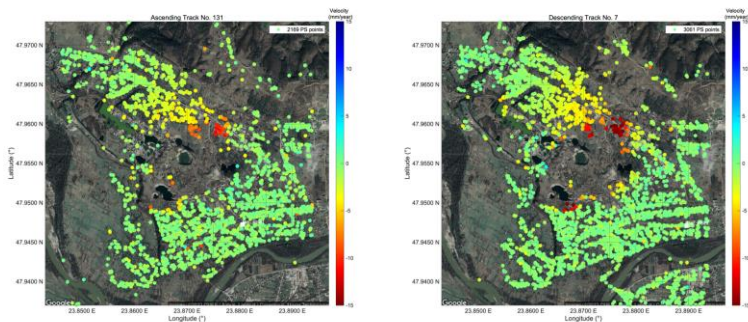 Ascending Track No. 131
Velocity
(mm/year)
2189 PS points
47.9700 N
47.9650 N
47.9600 N
47.9550 N
47.9500 N
47.9450 N
47.9400 N
Latitude (°)
15
10
5
0
-5
-10
-15
Google
23.8500 E
23.8600 E
23.8700 E
23.8800 E
23.8900 E
Longitude (°)
Descending Track No. 7
Velocity
(mm/year)
3061 PS points
47.9700 N
47.9650 N
47.9600 N
47.9550 N
47.9500 N
47.9450 N
47.9400 N
Latitude (°)
15
10
5
0
-5
-10
-15
Google
23.8500 E
23.8600 E
23.8700 E
23.8800 E
23.8900 E
Longitude (°)